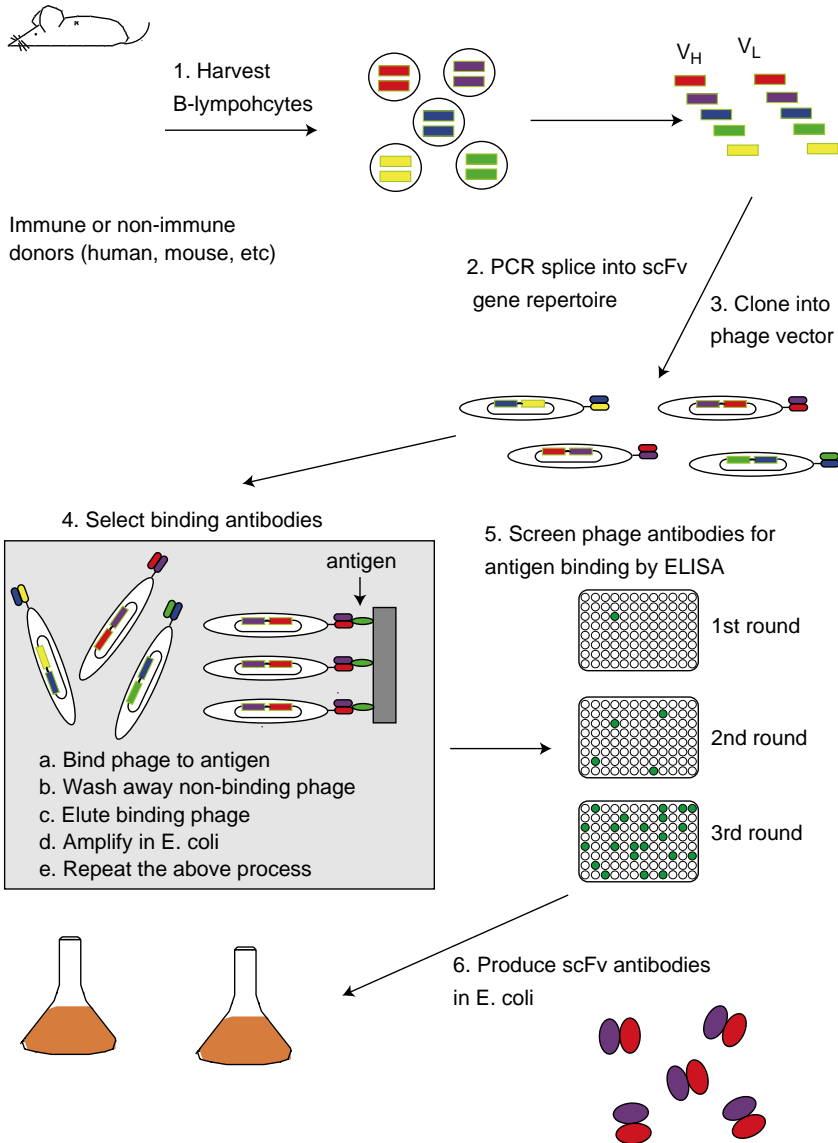 1. Harvest
B-lympohcytes
V_H V_L
Immune or non-immune
donors (human, mouse, etc)
2. PCR splice into scFv
gene repertoire
3. Clone into
phage vector
4. Select binding antibodies
antigen
a. Bind phage to antigen
b. Wash away non-binding phage
c. Elute binding phage
d. Amplify in E. coli
e. Repeat the above process
5. Screen phage antibodies for
antigen binding by ELISA
1st round
2nd round
3rd round
6. Produce scFv antibodies
in E. coli